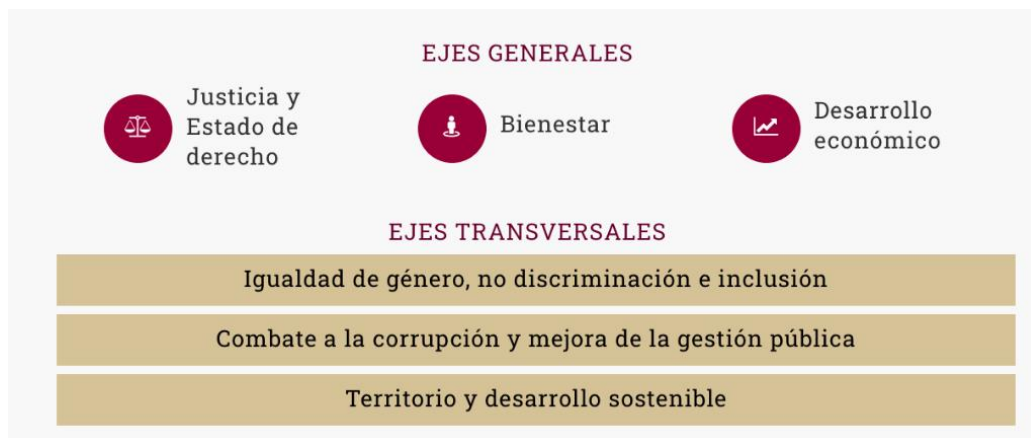 EJES GENERALES
Justicia y
Estado de
derecho
Bienestar
Desarrollo
económico
EJES TRANSVERSALES
Igualdad de género, no discriminación e inclusión
Combate a la corrupción y mejora de la gestión pública
Territorio y desarrollo sostenible